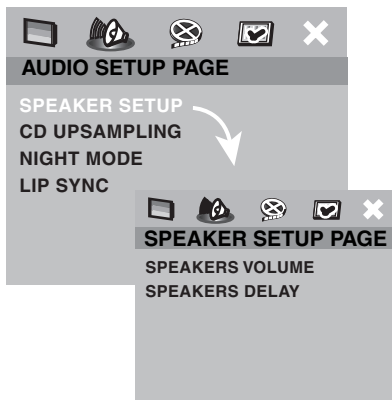 AUDIO SETUP PAGE
SPEAKER SETUP
CD UPSAMPLING
NIGHT MODE
LIP SYNC
SPEAKER SETUP PAGE
SPEAKERS VOLUME
SPEAKERS DELAY